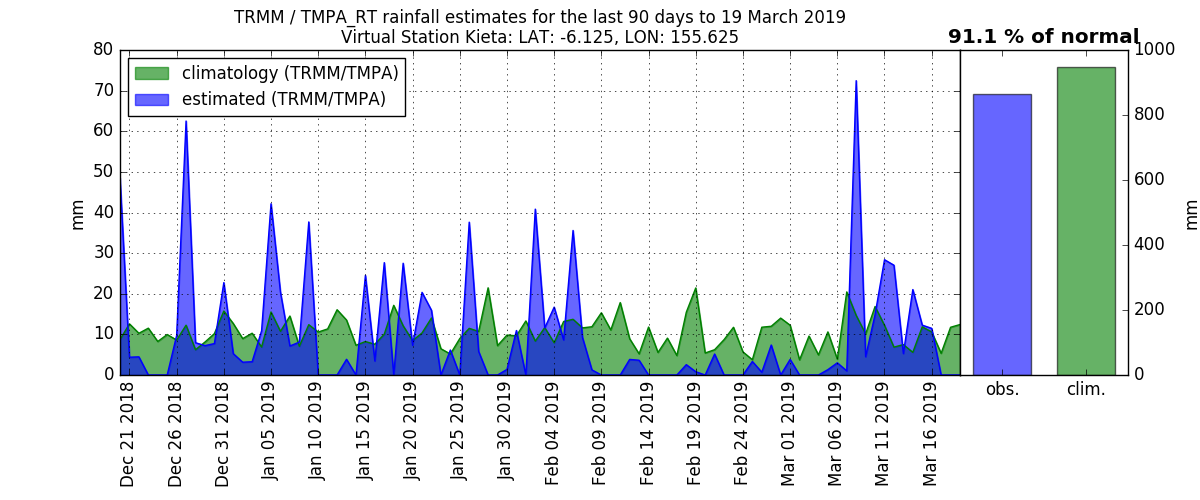 TRMM / TMPA_RT rainfall estimates for the last 90 days to 19 March 2019
Virtual Station Kieta: LAT: -6.125, LON: 155.625
91.1 % of normal
climatology (TRMM/TMPA)
estimated (TRMM/TMPA)
mm
80
70
60
50
40
30
20
10
0
Dec 21 2018
Dec 26 2018
Dec 31 2018
Jan 05 2019
Jan 10 2019
Jan 15 2019
Jan 20 2019
Jan 25 2019
Jan 30 2019
Feb 04 2019
Feb 09 2019
Feb 14 2019
Feb 19 2019
Feb 24 2019
Mar 01 2019
Mar 06 2019
Mar 11 2019
Mar 16 2019
obs.
clim.
1000
800
600
400
200
0
mm